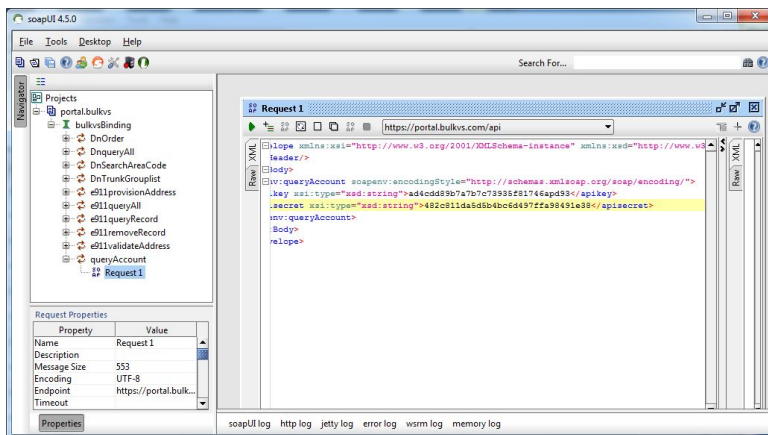 soapUI 4.5.0
File Tools Desktop Help
Search For...
Navigator
Projects
portal.bulkvs
bulkvsBinding
DnOrder
DnqueryAll
DnSearchAreaCode
DnTrunkGrouplist
e911provisionAddress
e911queryAll
e911queryRecord
e911removeRecord
e911validateAddress
queryAccount
Request 1
Request Properties
Property Value
Name Request 1
Description
Message Size 553
Encoding UTF-8
Endpoint https://portal.bulk...
Timeout
Properties
Request 1
https://portal.bulkvs.com/api
XML
Raw
lope xmlns:xsi="http://www.w3.org/2001/XMLSchema-instance" xmlns:xsd="http://www.w3
eader/>
ody>
nv:queryAccount soapenv:encodingStyle="http://schemas.xmlsoap.org/soap/encoding/">
key xsi:type="xsd:string">ad4cdd89b7a7b7c73935f81746apd93</apikey>
secret xsi:type="xsd:string">482c811da5d5b4bc6d497ffa98491e38</apisecret>
nv:queryAccount>
Body>
velope>
XML
Raw
soapUI log http log jetty log error log wsrm log memory log